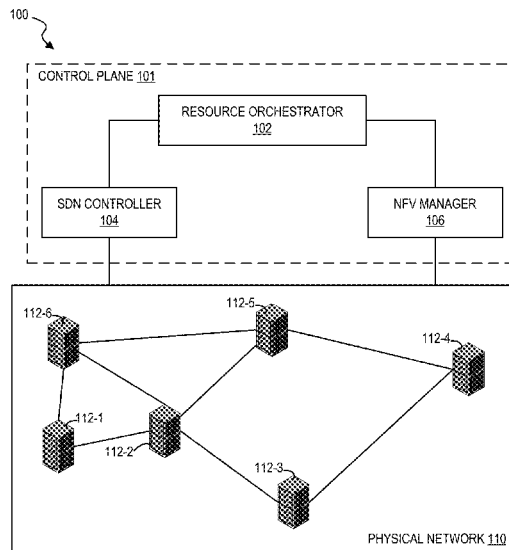 100
CONTROL PLANE 101
RESOURCE ORCHESTRATOR
102
SDN CONTROLLER
104
NFV MANAGER
106
112-6
112-5
112-4
112-1
112-2
112-3
PHYSICAL NETWORK 110